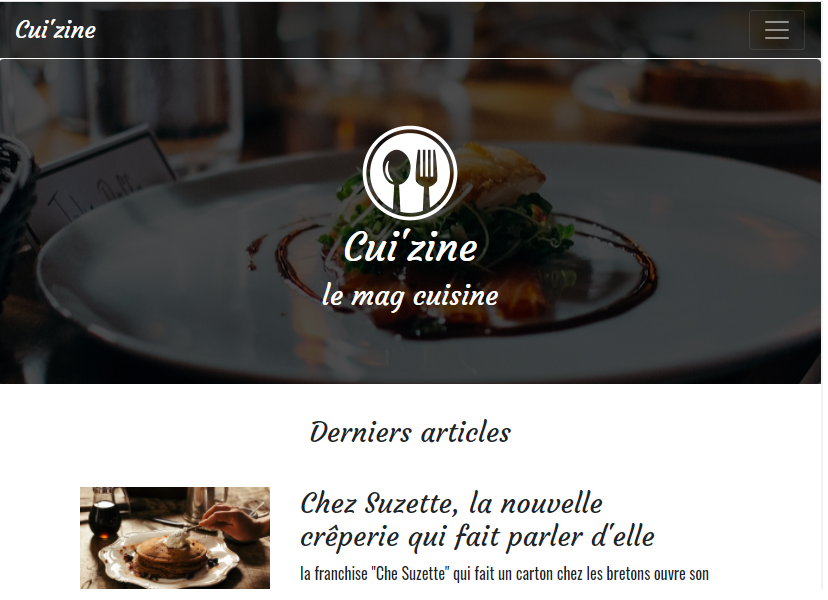 Cui'zine
Cui'zine
le mag cuisine
Derniers articles
Chez Suzette, la nouvelle
crêperie qui fait parler d'elle
la franchise "Che Suzette" qui fait un carton chez les bretons ouvre son